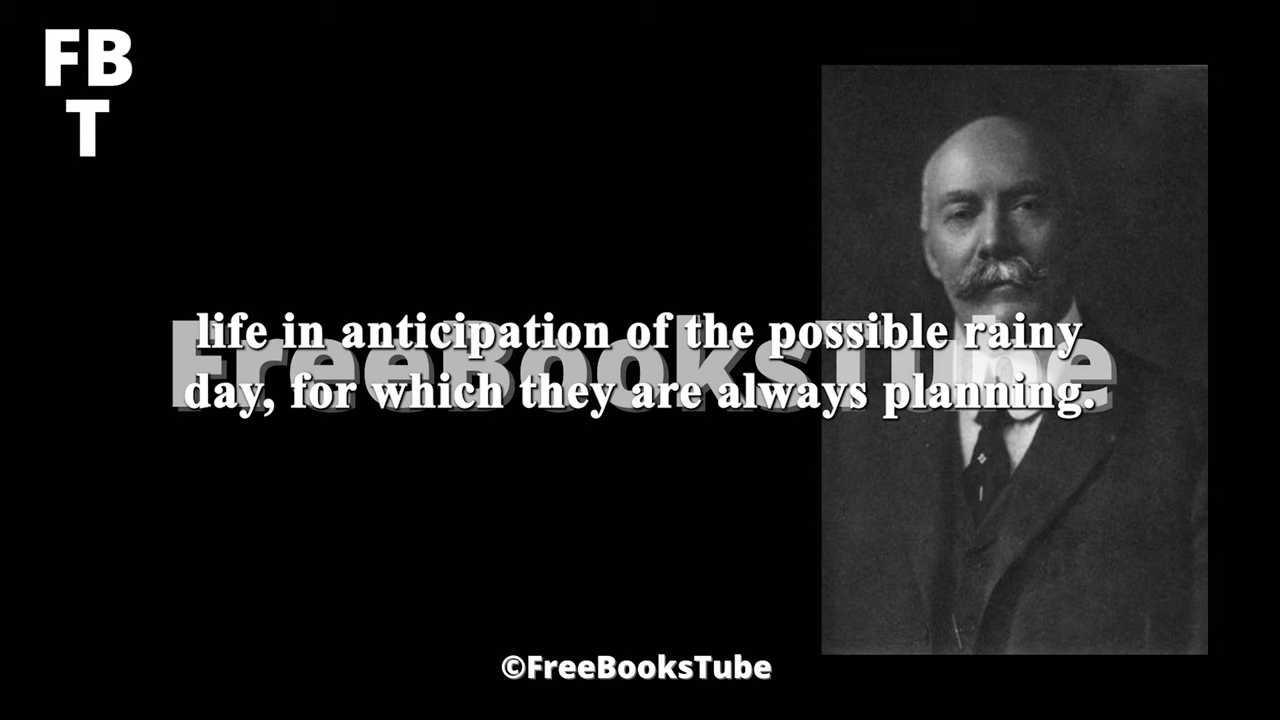 FB
T
life in anticipation of the possible rainy
day, for which they are always planning.
FreeBooksTube
©FreeBooksTube